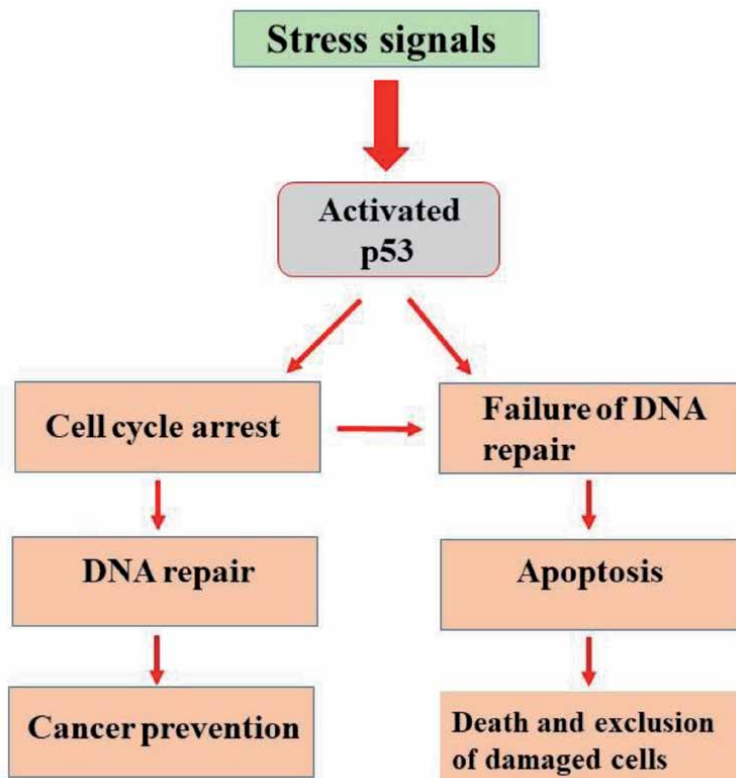 Stress signals
Activated
p53
Cell cycle arrest
Failure of DNA
repair
DNA repair
Apoptosis
Cancer prevention
Death and exclusion
of damaged cells